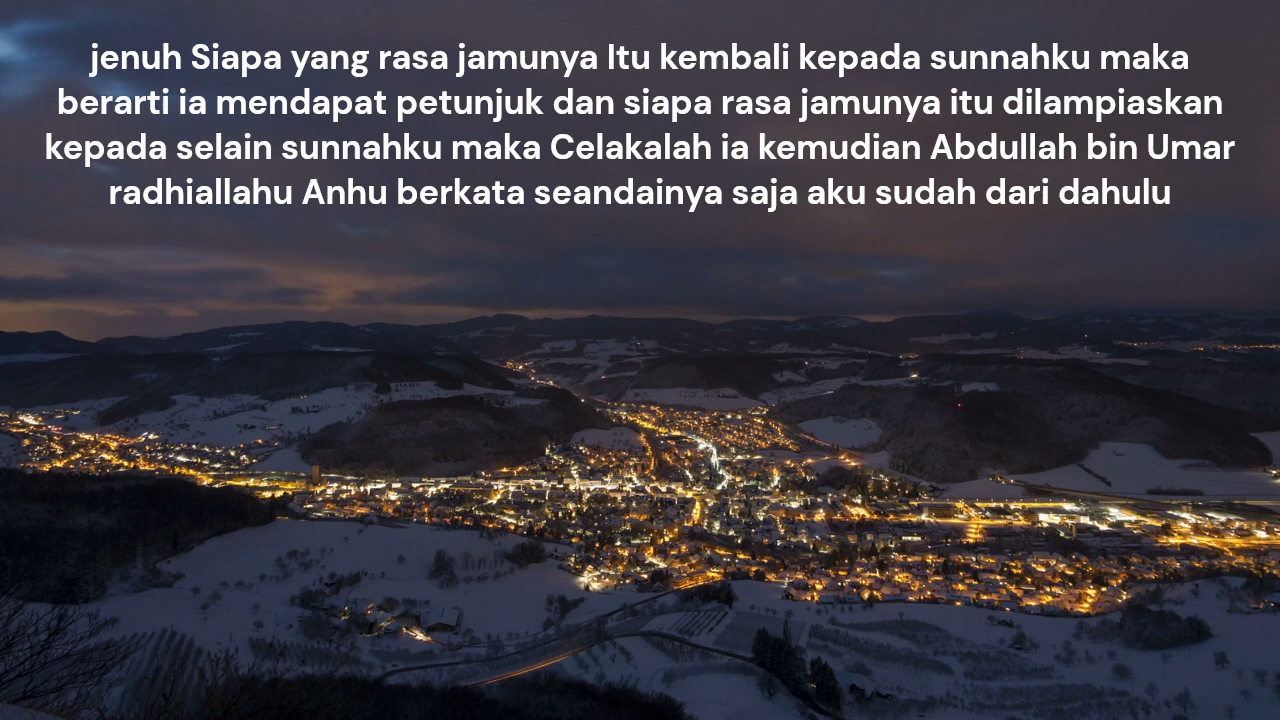 jenuh Siapa yang rasa jamunya Itu kembali kepada sunnahku maka
berarti ia mendapat petunjuk dan siapa rasa jamunya itu dilampiaskan
kepada selain sunnahku maka Celakalah ia kemudian Abdullah bin Umar
radhiallahu Anhu berkata seandainya saja aku sudah dari dahulu